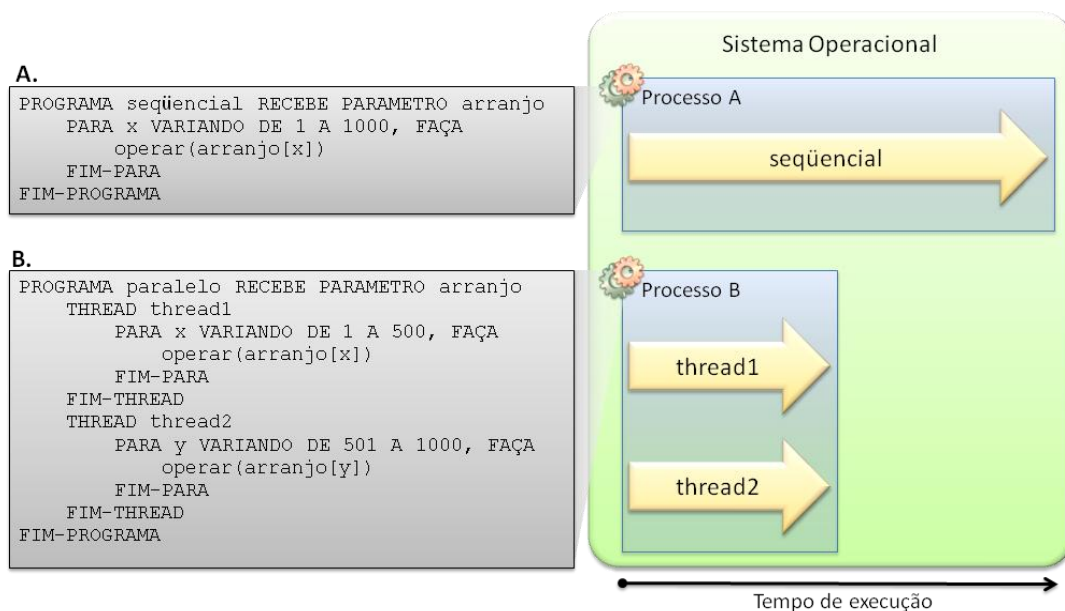 A.
PROGRAMA seqüencial RECEBE PARAMETRO arranjo
PARA x VARIANDO DE 1 A 1000, FAÇA
operar(arranjo[x])
FIM-PARA
FIM-PROGRAMA
B.
PROGRAMA paralelo RECEBE PARAMETRO arranjo
THREAD thread1
PARA x VARIANDO DE 1 A 500, FAÇA
operar(arranjo[x])
FIM-PARA
FIM-THREAD
THREAD thread2
PARA y VARIANDO DE 501 A 1000, FAÇA
operar(arranjo[y])
FIM-PARA
FIM-THREAD
FIM-PROGRAMA
Sistema Operacional
Processo A
seqüencial
Processo B
thread1
thread2
Tempo de execução